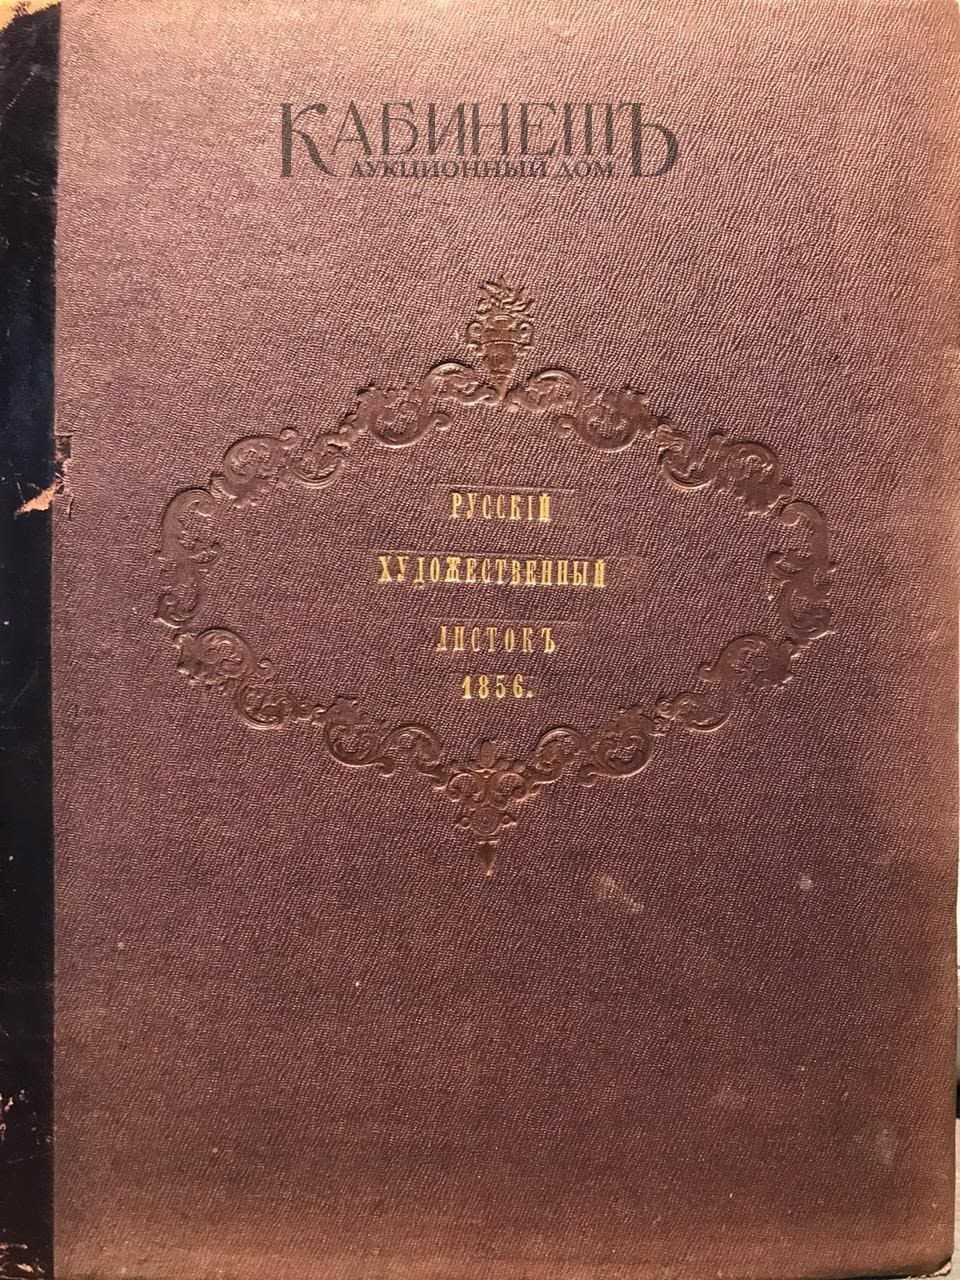 КАБИНЕТЪ
АУКЦИОННЫЙ ДОМ
РУССКІЙ
ХУДОЖЕСТВЕННЫЙ
ЛИСТОКЪ
1856.